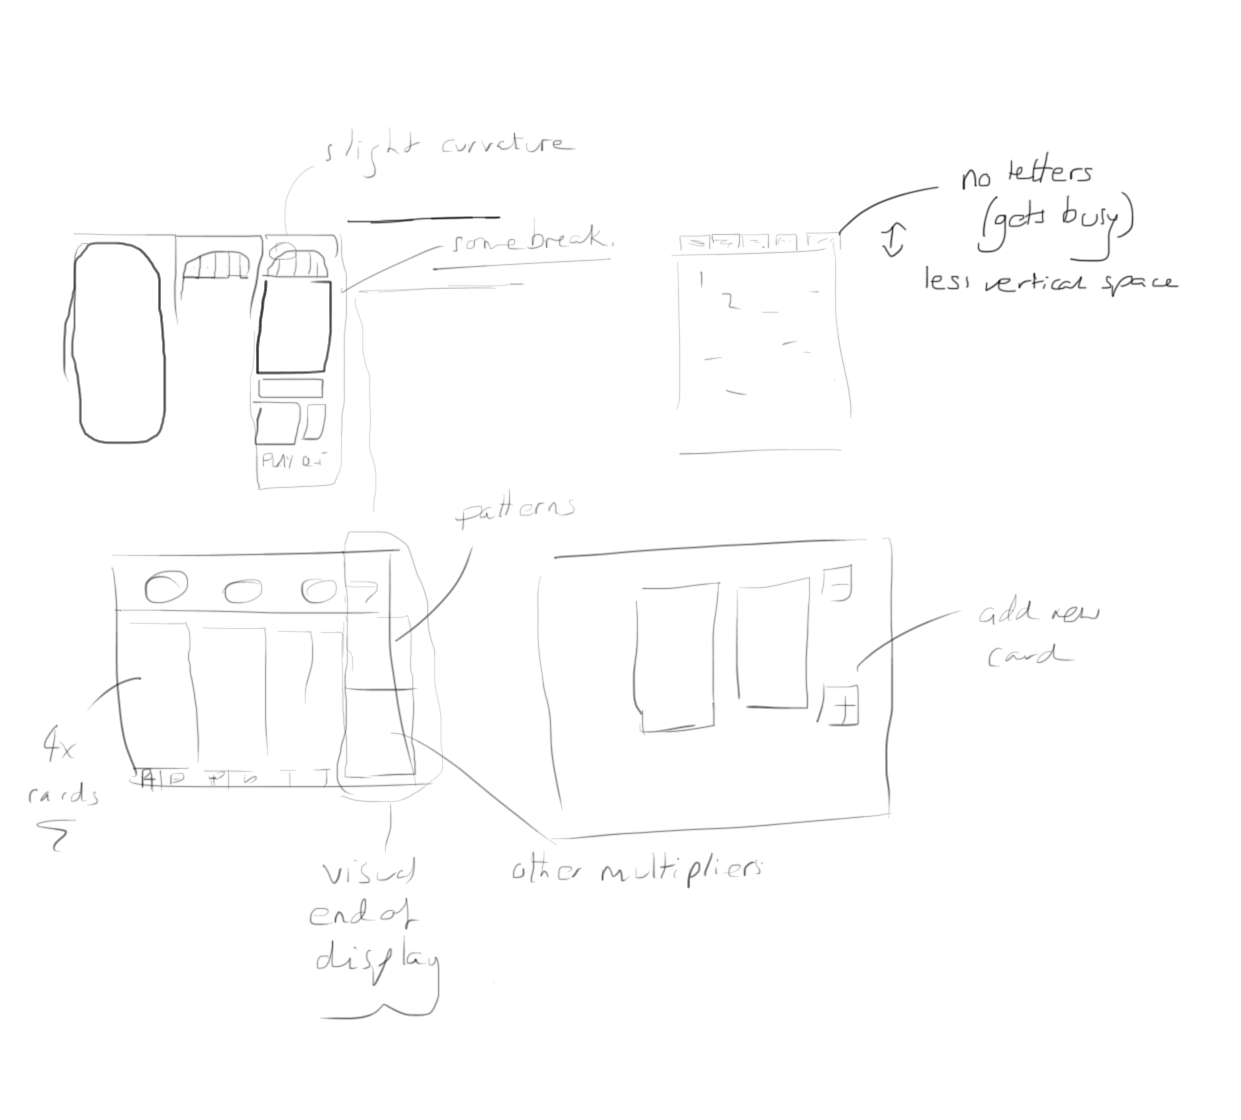 slight curvature
some break.
no letters
(gets busy)
less vertical space
1
2
PLAY
patterns
add new
card
4x
cards
other multipliers
visual
end of
display